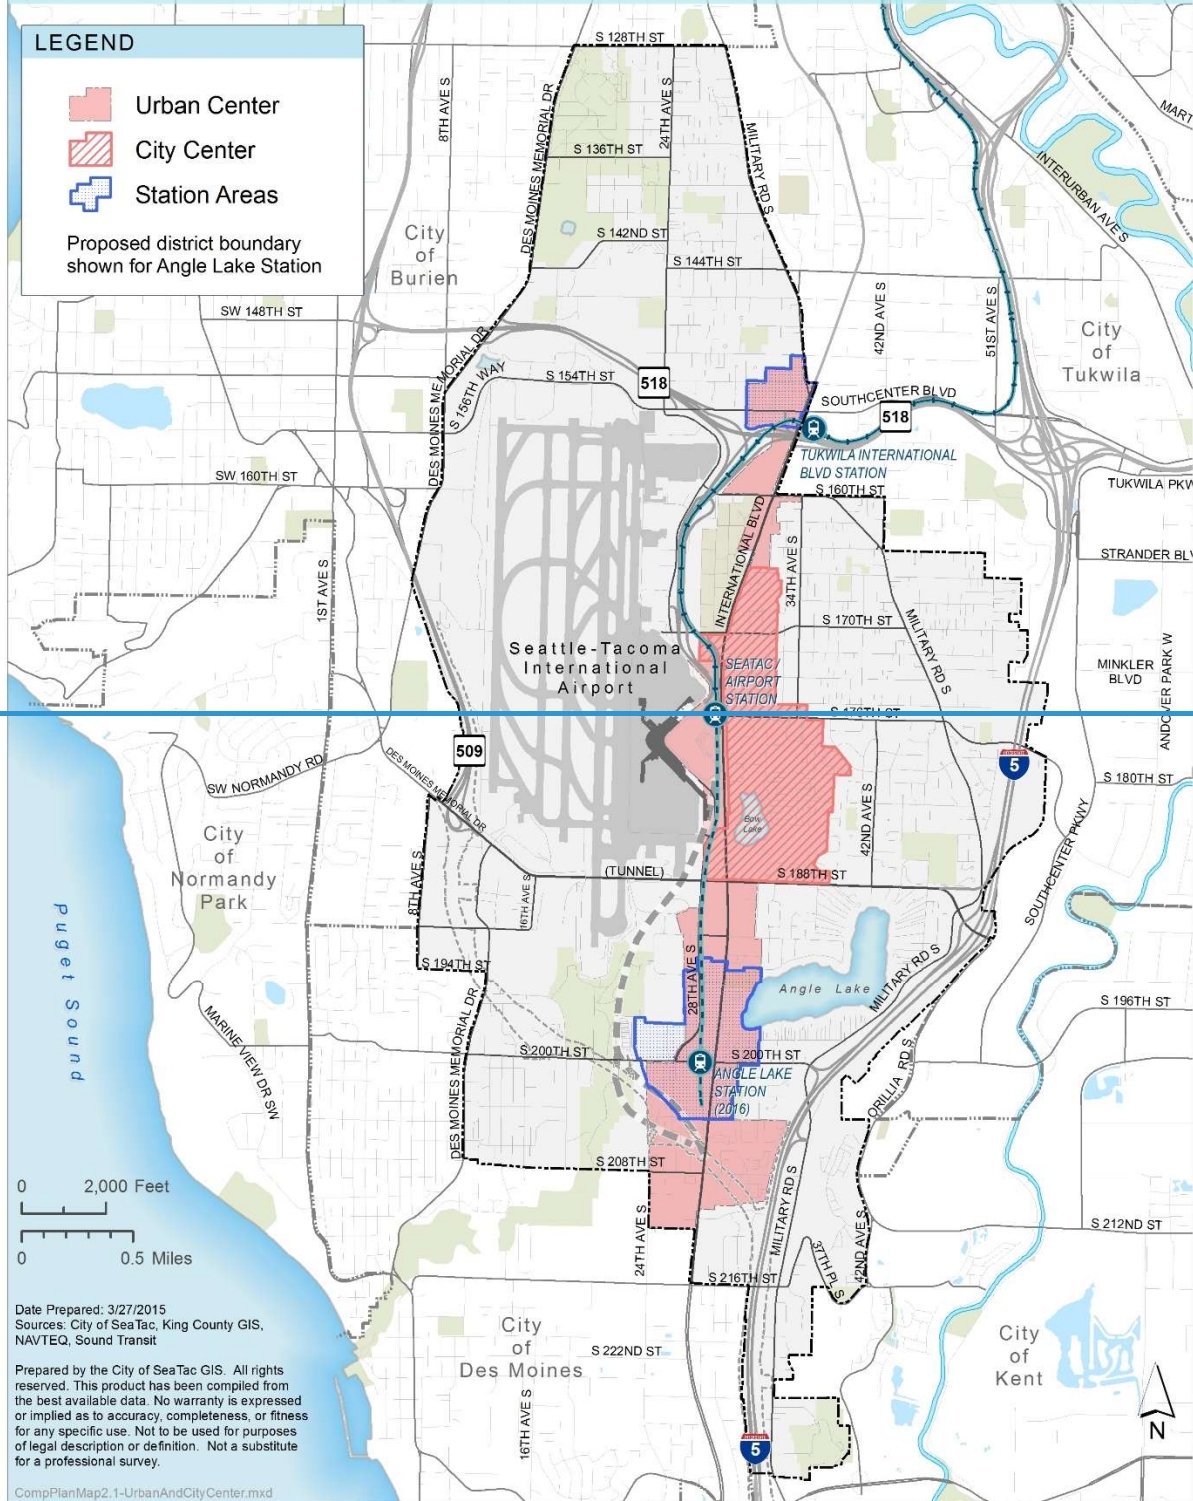 LEGEND
Urban Center
City Center
Station Areas
Proposed district boundary
shown for Angle Lake Station
S 128TH ST
8TH AVE S
DES MOINES MEMORIAL DR
24TH AVE S
MILITARY RD S
MART
S 136TH ST
INTERURBAN AVE S
City
of
Burien
S 142ND ST
S 144TH ST
SW 148TH ST
42ND AVE S
51ST AVE S
City
of
Tukwila
DES MOINES MEMORIAL DR
S 156TH WAY
S 154TH ST
518
SOUTHCENTER BLVD
518
TUKWILA INTERNATIONAL
BLVD STATION
SW 160TH ST
S 160TH ST
TUKWILA PKW
INTERNATIONAL BLVD
34TH AVE S
STRANDER BLV
1ST AVE S
S 170TH ST
MILITARY RD S
Seattle-Tacoma
International
Airport
SEATAC /
AIRPORT
STATION
MINKLER
BLVD
ANDOVER PARK W
S 176TH ST
509
5
SW NORMANDY RD
DES MOINES MEMORIAL DR
S 180TH ST
City
of
Normandy
Park
Bow
Lake
42ND AVE S
SOUTHCENTER PKWY
8TH AVE S
16TH AVE S
(TUNNEL)
S 188TH ST
Puget Sound
S 194TH ST
28TH AVE S
Angle Lake
MILITARY RD S
S 196TH ST
MARINE VIEW DR SW
DES MOINES MEMORIAL DR
S 200TH ST
S 200TH ST
ORILLIA RD S
ANGLE LAKE
STATION
(2016)
S 208TH ST
0 2,000 Feet
0 0.5 Miles
24TH AVE S
MILITARY RD S
37TH PL S
42ND AVE S
S 212ND ST
S 216TH ST
Date Prepared: 3/27/2015
Sources: City of SeaTac, King County GIS,
NAVTEQ, Sound Transit
City
of
Des Moines
S 222ND ST
16TH AVE S
City
of
Kent
Prepared by the City of SeaTac GIS. All rights
reserved. This product has been compiled from
the best available data. No warranty is expressed
or implied as to accuracy, completeness, or fitness
for any specific use. Not to be used for purposes
of legal description or definition. Not a substitute
for a professional survey.
5
N
CompPlanMap2.1-UrbanAndCityCenter.mxd